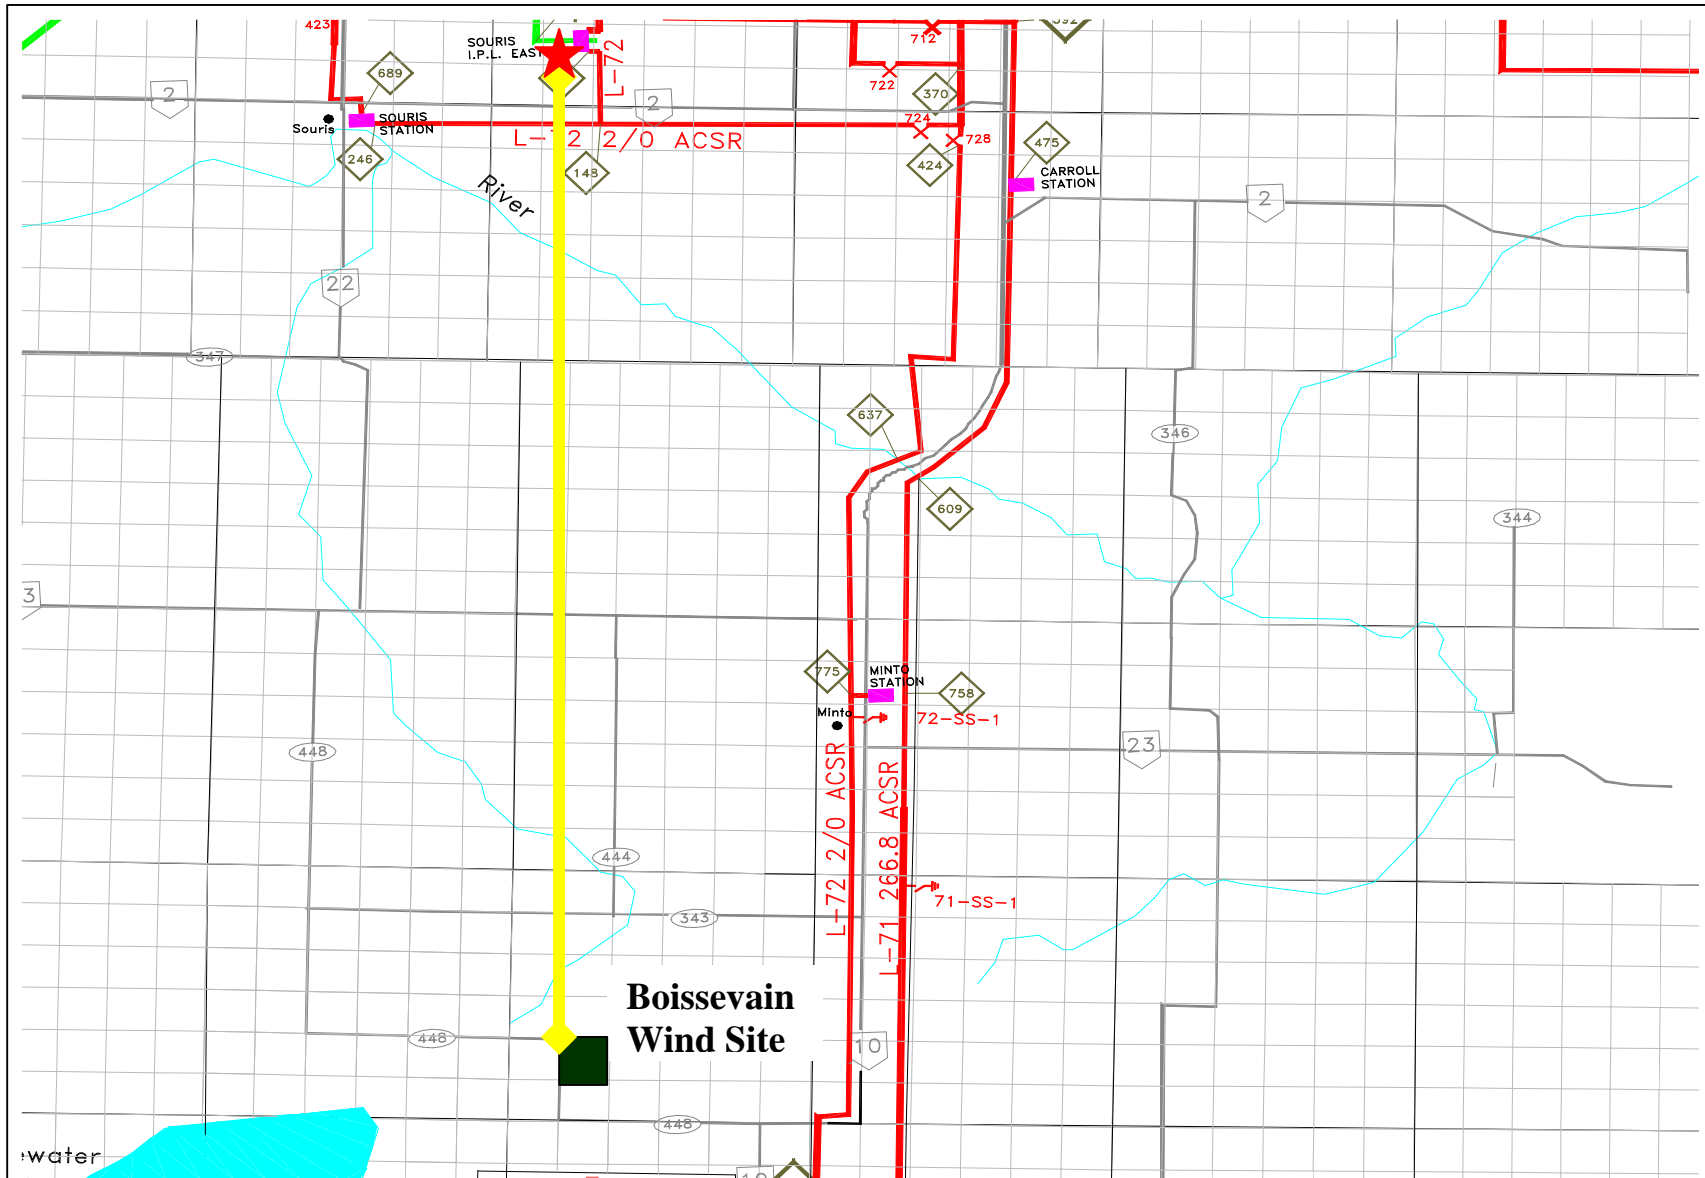 423
SOURIS
I.P.L. EAST
L-72
712
392
722
689
2
2
370
Souris
SOURIS
STATION
L-72 2/0 ACSR
724
728
246
148
424
475
CARROLL
STATION
River
2
22
347
637
346
609
344
3
775
MINTO
STATION
758
Minto
72-SS-1
448
23
L-72 2/0 ACSR
L-71 266.8 ACSR
444
71-SS-1
343
Boissevain
Wind Site
448
10
448
ewater
10